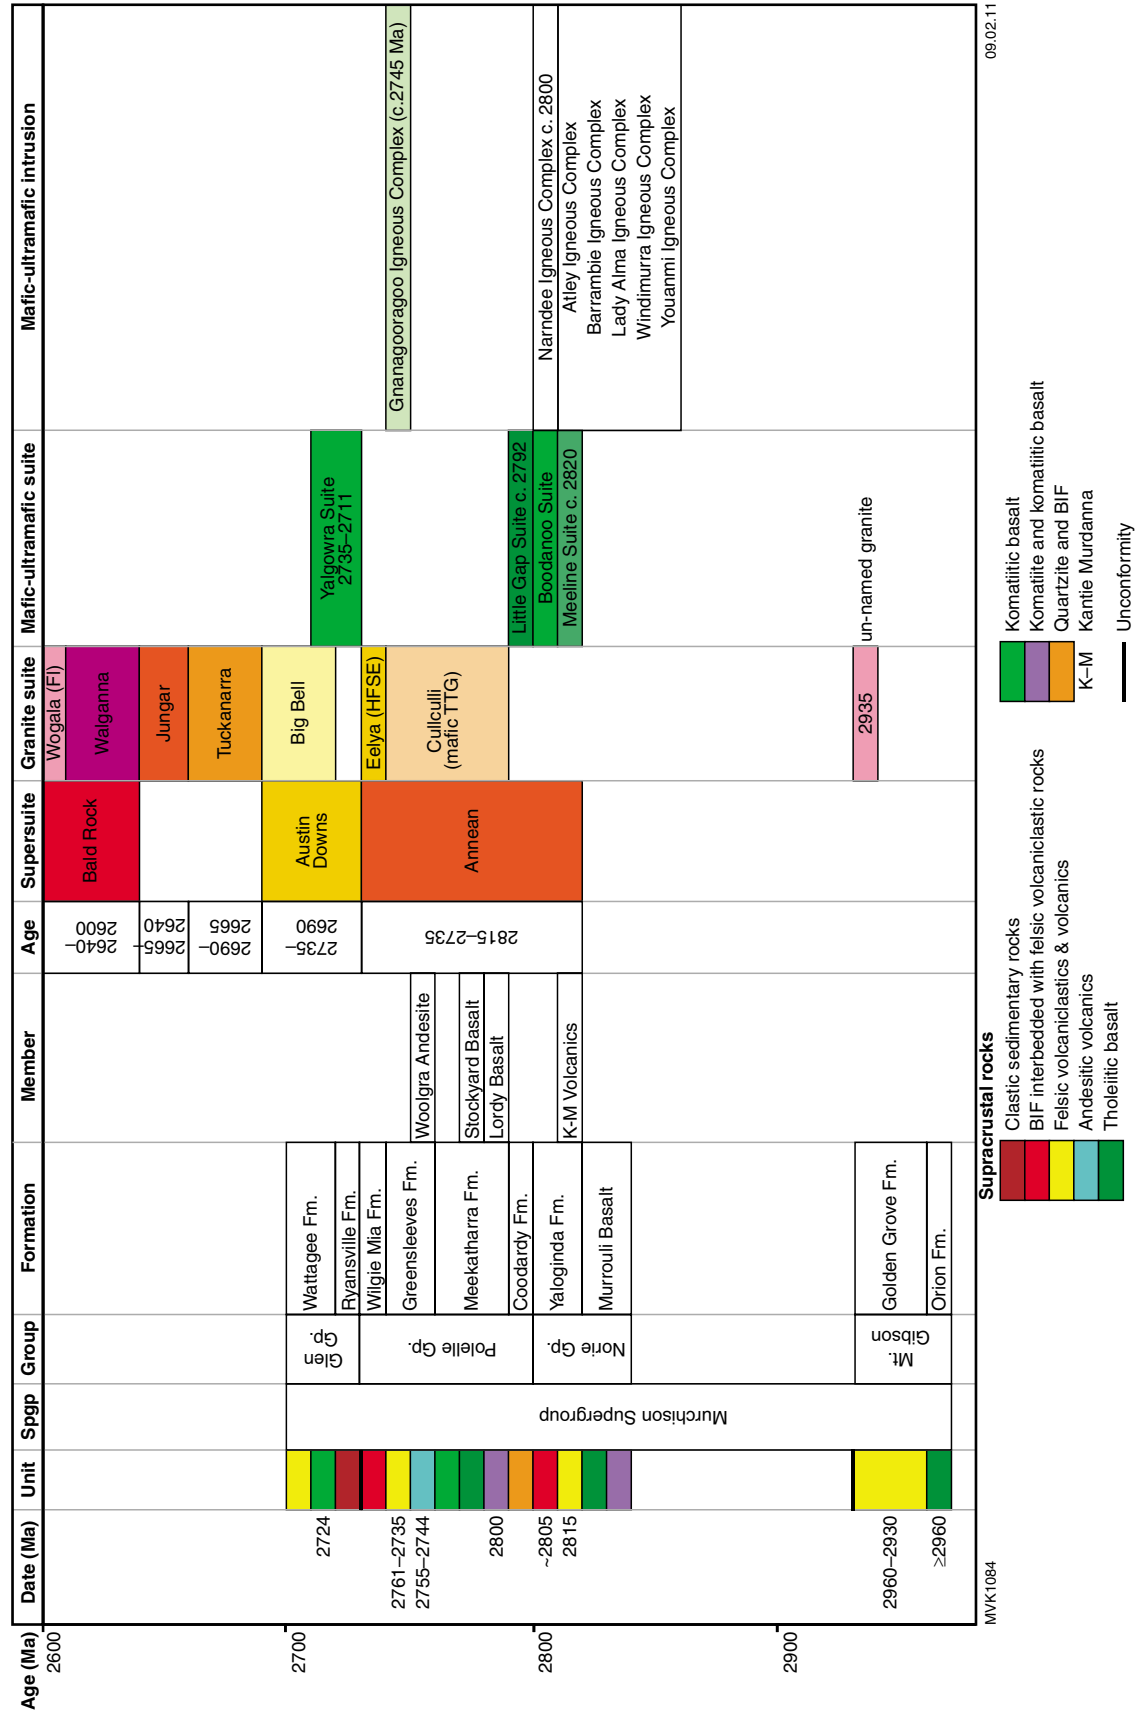 Age (Ma)
Date (Ma)
Unit
Spgp
Group
Formation
Member
Age
Supersuite
Granite suite
Mafic-ultramafic suite
Mafic-ultramafic intrusion
2600
2700
2800
2900
2724
2761–2735
2755–2744
2800
~2805
2815
2960–2930
≥2960
Murchison Supergroup
Glen
Gp.
Polelle Gp.
Norie Gp.
Mt.
Gibson
Wattagee Fm.
Ryansville Fm.
Wilgie Mia Fm.
Greensleeves Fm.
Meekatharra Fm.
Coodardy Fm.
Yaloginda Fm.
Murrouli Basalt
Golden Grove Fm.
Orion Fm.
Woolgra Andesite
Stockyard Basalt
Lordy Basalt
K-M Volcanics
2640–
2600
2665–
2640
2690–
2665
2735–
2690
2815–2735
Bald Rock
Austin
Downs
Annean
Wogala (FI)
Walganna
Jungar
Tuckanarra
Big Bell
Eelya (HFSE)
Cullculli
(mafic TTG)
2935
un-named granite
Yalgowra Suite
2735–2711
Little Gap Suite c. 2792
Boodanoo Suite
Meeline Suite c. 2820
Gnanagooragoo Igneous Complex (c.2745 Ma)
Narndee Igneous Complex c. 2800
Atley Igneous Complex
Barrambie Igneous Complex
Lady Alma Igneous Complex
Windimurra Igneous Complex
Youanmi Igneous Complex
MVK1084
09.02.11
Supracrustal rocks
Clastic sedimentary rocks
BIF interbedded with felsic volcaniclastic rocks
Felsic volcaniclastics & volcanics
Andesitic volcanics
Tholeiitic basalt
Komatiitic basalt
Komatiite and komatiitic basalt
Quartzite and BIF
K–M Kantie Murdanna
Unconformity